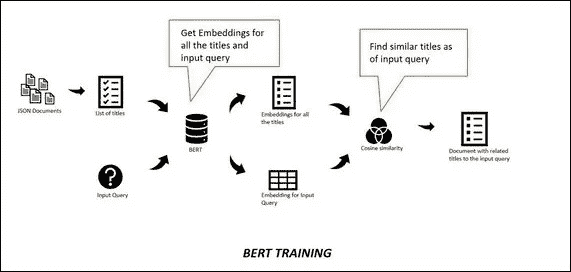 Get Embeddings for
all the titles and
input query
Find similar titles as
of input query
JSON Documents
List of titles
BERT
Embeddings for all
the titles
Cosine similarity
Document with related
titles to the input query
Input Query
Embedding for Input
Query
BERT TRAINING